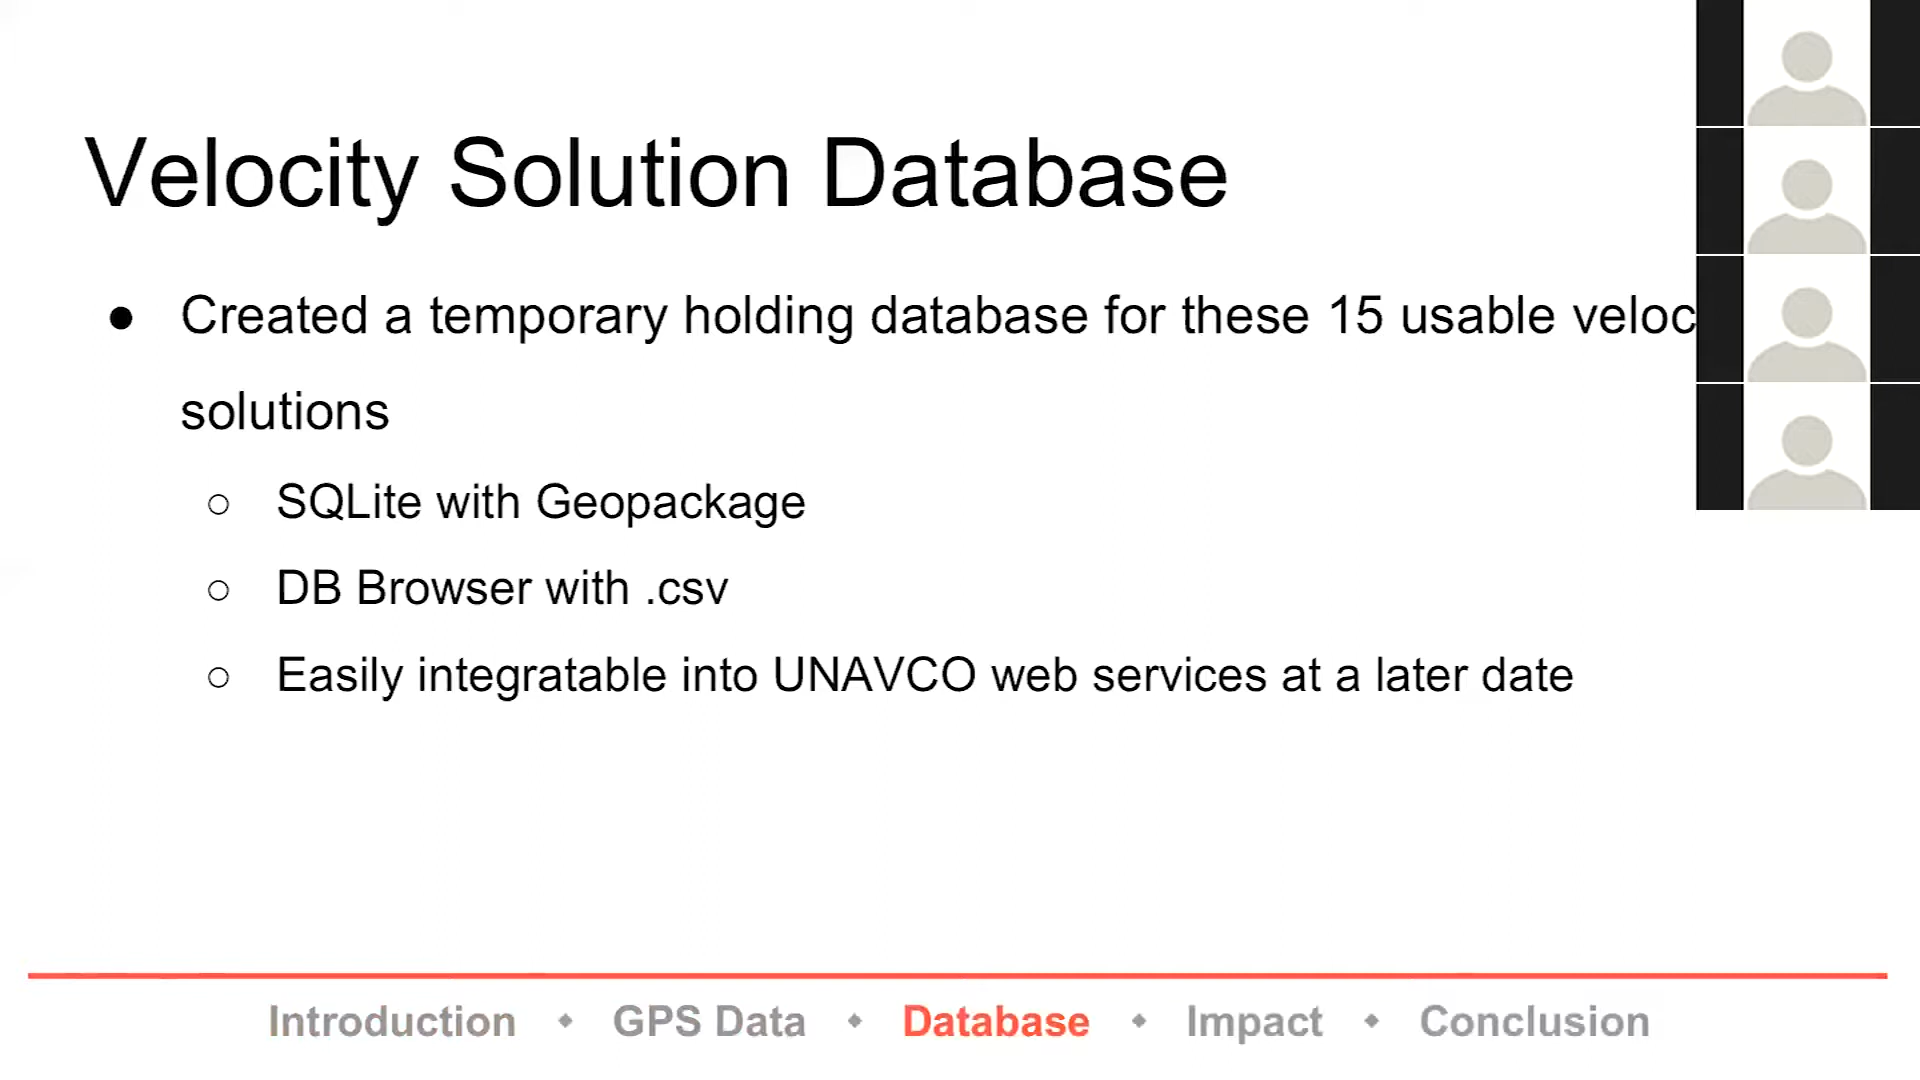 Velocity Solution Database
● Created a temporary holding database for these 15 usable veloc
solutions
○ SQLite with Geopackage
○ DB Browser with .csv
○ Easily integratable into UNAVCO web services at a later date
Introduction ◆ GPS Data ◆ Database ◆ Impact ◆ Conclusion